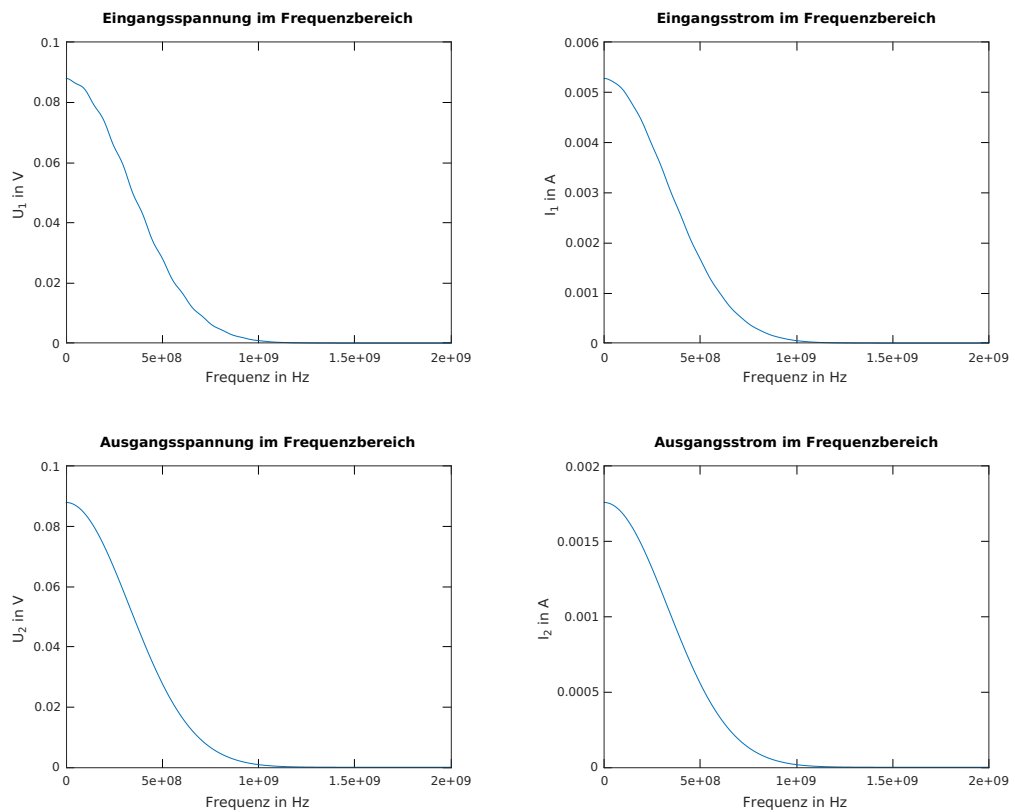 Eingangsspannung im Frequenzbereich
0.1
0.08
0.06
0.04
0.02
0
U1 in V
0 5e+08 1e+09 1.5e+09 2e+09
Frequenz in Hz
Eingangsstrom im Frequenzbereich
0.006
0.005
0.004
0.003
0.002
0.001
0
I1 in A
0 5e+08 1e+09 1.5e+09 2e+09
Frequenz in Hz
Ausgangsspannung im Frequenzbereich
0.1
0.08
0.06
0.04
0.02
0
U2 in V
0 5e+08 1e+09 1.5e+09 2e+09
Frequenz in Hz
Ausgangsstrom im Frequenzbereich
0.002
0.0015
0.001
0.0005
0
I2 in A
0 5e+08 1e+09 1.5e+09 2e+09
Frequenz in Hz